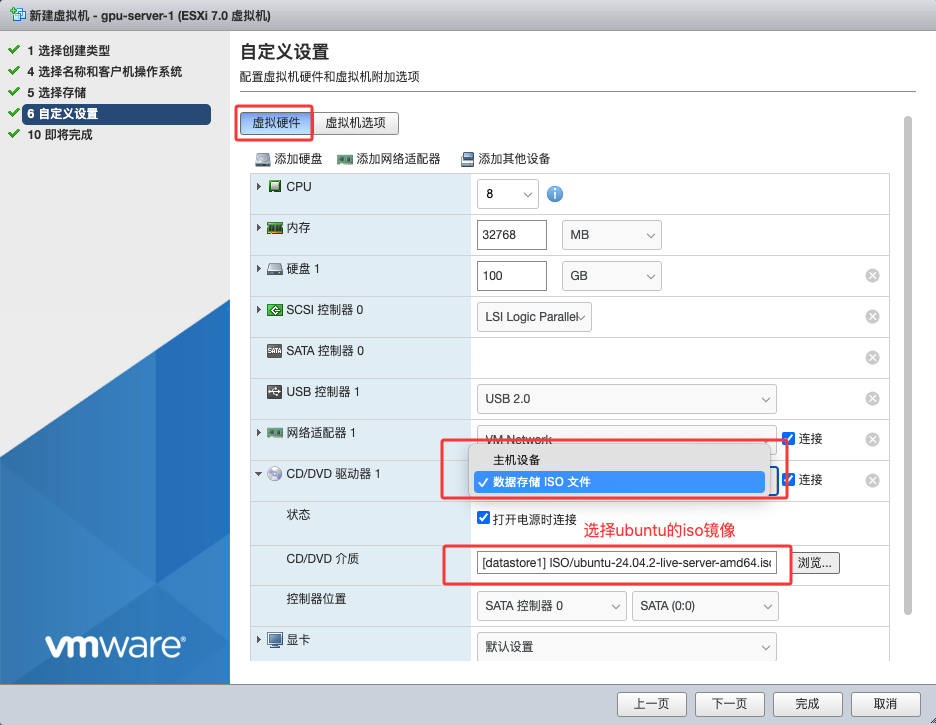 新建虚拟机 - gpu-server-1 (ESXi 7.0 虚拟机)
1 选择创建类型
4 选择名称和客户机操作系统
5 选择存储
6 自定义设置
10 即将完成
自定义设置
配置虚拟机硬件和虚拟机附加选项
虚拟硬件 虚拟机选项
添加硬盘 添加网络适配器 添加其他设备
CPU 8
内存 32768 MB
硬盘 1 100 GB
SCSI 控制器 0 LSI Logic Parallel
SATA SATA 控制器 0
USB 控制器 1 USB 2.0
网络适配器 1 VM Network 连接
主机设备
CD/DVD 驱动器 1 数据存储 ISO 文件 连接
状态 打开电源时连接
选择ubuntu的iso镜像
CD/DVD 介质 [datastore1] ISO/ubuntu-24.04.2-live-server-amd64.iso 浏览...
控制器位置 SATA 控制器 0 SATA (0:0)
显卡 默认设置
vmware®
上一页 下一页 完成 取消